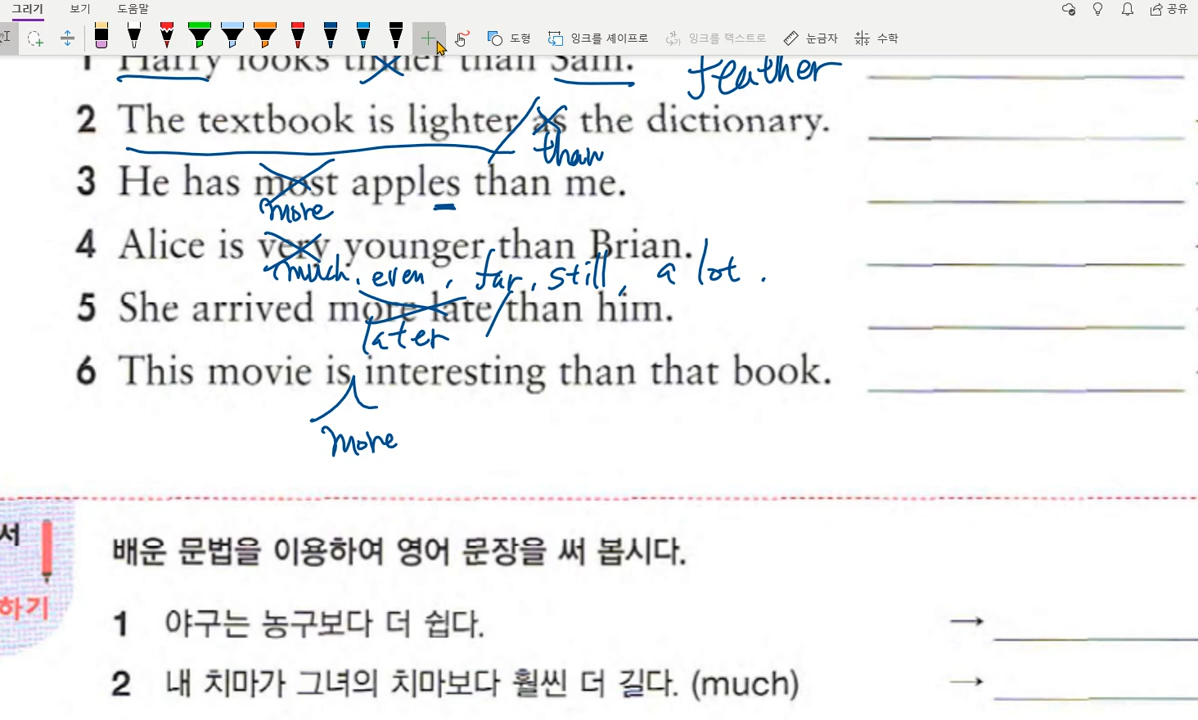 그리기 보기 도움말 공유
도형 잉크를 셰이프로 잉크를 텍스트로 눈금자 수학
1 Harry looks thinner than Sam. feather
2 The textbook is lighter as the dictionary.
than
3 He has most apples than me.
more
4 Alice is very younger than Brian.
much, even, far, still, a lot.
5 She arrived more late than him.
later
6 This movie is interesting than that book.
more
서
하기
배운 문법을 이용하여 영어 문장을 써 봅시다.
1 야구는 농구보다 더 쉽다. →
2 내 치마가 그녀의 치마보다 훨씬 더 길다. (much) →